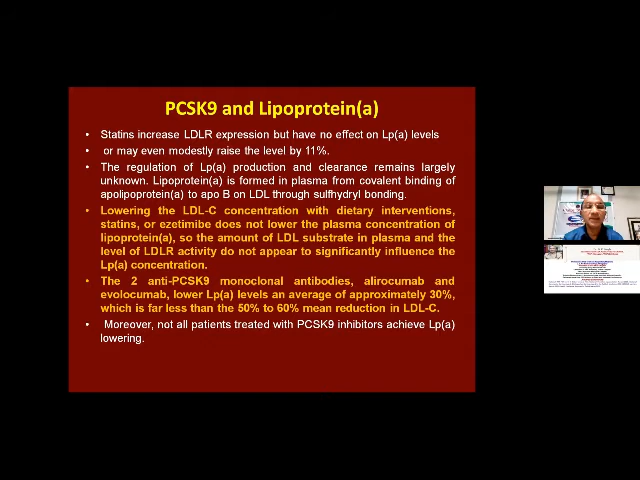 PCSK9 and Lipoprotein(a)
• Statins increase LDLR expression but have no effect on Lp(a) levels
• or may even modestly raise the level by 11%.
• The regulation of Lp(a) production and clearance remains largely
unknown. Lipoprotein(a) is formed in plasma from covalent binding of
apolipoprotein(a) to apo B on LDL through sulfhydryl bonding.
• Lowering the LDL-C concentration with dietary interventions,
statins, or ezetimibe does not lower the plasma concentration of
lipoprotein(a), so the amount of LDL substrate in plasma and the
level of LDLR activity do not appear to significantly influence the
Lp(a) concentration.
• The 2 anti-PCSK9 monoclonal antibodies, alirocumab and
evolocumab, lower Lp(a) levels an average of approximately 30%,
which is far less than the 50% to 60% mean reduction in LDL-C.
• Moreover, not all patients treated with PCSK9 inhibitors achieve Lp(a)
lowering.